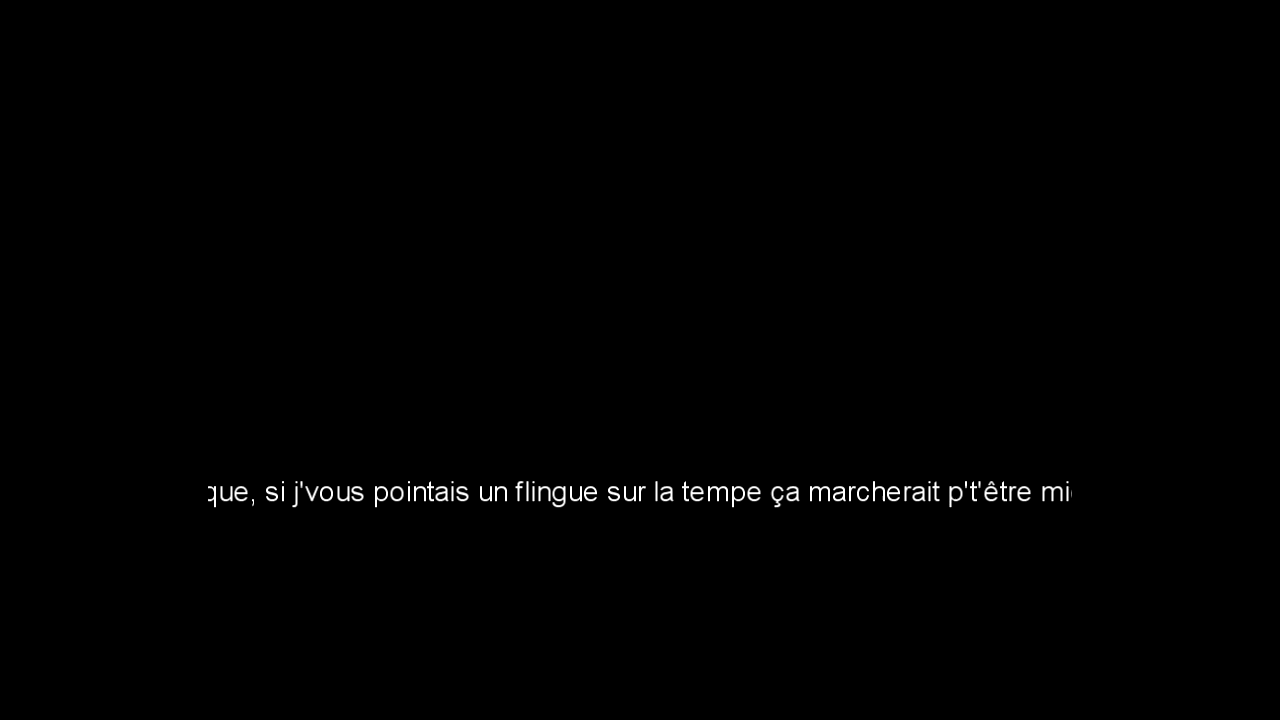 que, si j'vous pointais un flingue sur la tempe ça marcherait p't'être